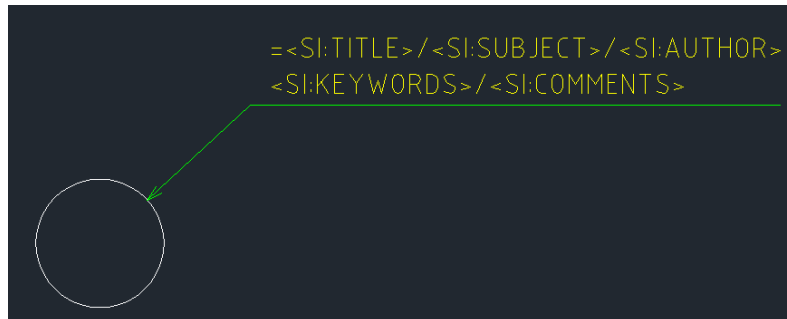 =<SI:TITLE>/<SI:SUBJECT>/<SI:AUTHOR>
<SI:KEYWORDS>/<SI:COMMENTS>